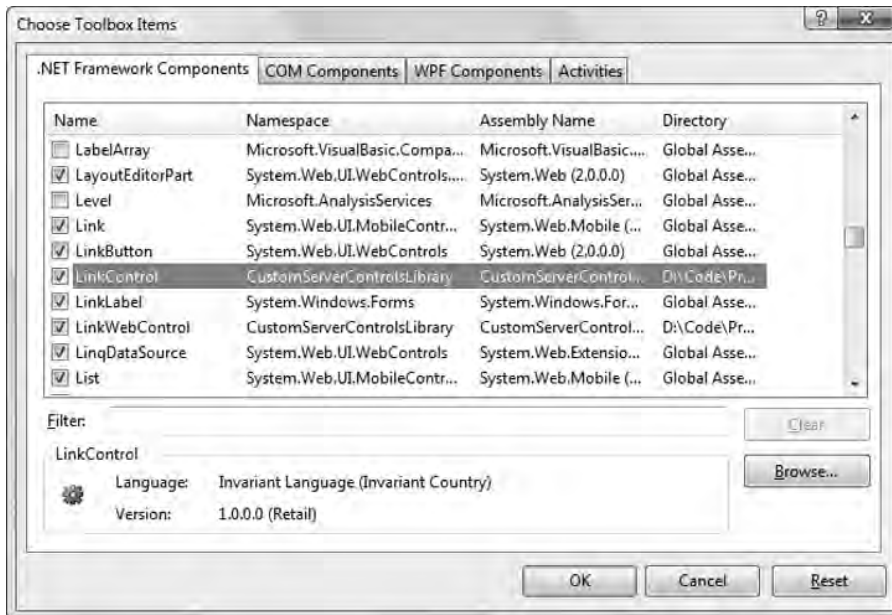 Choose Toolbox Items
.NET Framework Components COM Components WPF Components Activities
Name Namespace Assembly Name Directory
LabelArray Microsoft.VisualBasic.Compa... Microsoft.VisualBasic.... Global Asse...
LayoutEditorPart System.Web.UI.WebControls.... System.Web (2.0.0.0) Global Asse...
Level Microsoft.AnalysisServices Microsoft.AnalysisSer... Global Asse...
Link System.Web.UI.MobileContr... System.Web.Mobile (... Global Asse...
LinkButton System.Web.UI.WebControls System.Web (2.0.0.0) Global Asse...
LinkControl CustomServerControlsLibrary CustomServerControl... D:\Code\Pr...
LinkLabel System.Windows.Forms System.Windows.For... Global Asse...
LinkWebControl CustomServerControlsLibrary CustomServerControl... D:\Code\Pr...
LinqDataSource System.Web.UI.WebControls System.Web.Extensio... Global Asse...
List System.Web.UI.MobileContr... System.Web.Mobile (... Global Asse...
Filter: Clear
LinkControl
Language: Invariant Language (Invariant Country) Browse...
Version: 1.0.0.0 (Retail)
OK Cancel Reset